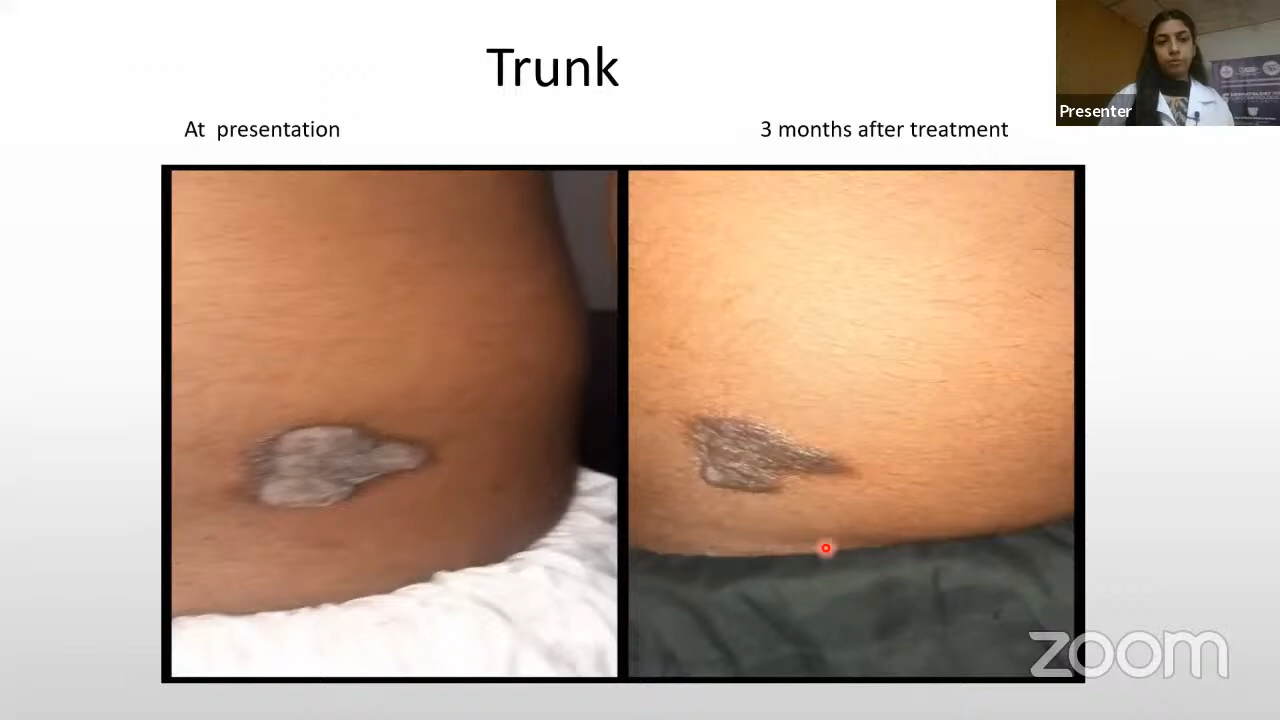 Trunk
Presenter
At presentation
3 months after treatment
zoom